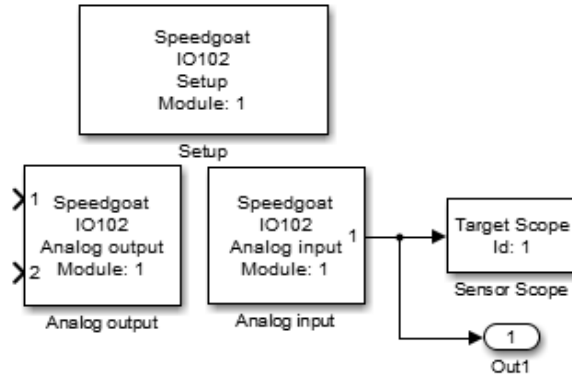 Speedgoat
IO102
Setup
Module: 1
Setup
1
2
Speedgoat
IO102
Analog output
Module: 1
Analog output
Speedgoat
IO102
Analog input
Module: 1
1
Analog input
Target Scope
Id: 1
Sensor Scope
1
Out1